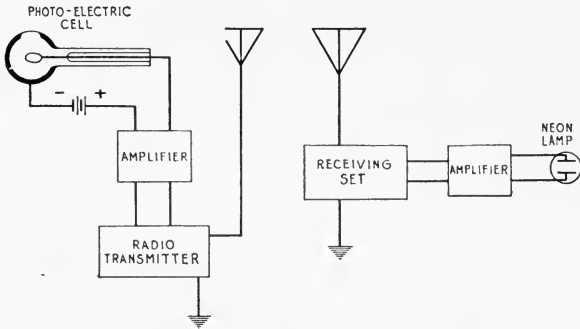 PHOTO-ELECTRIC
CELL
- +
AMPLIFIER
RADIO
TRANSMITTER
RECEIVING
SET
AMPLIFIER
NEON
LAMP